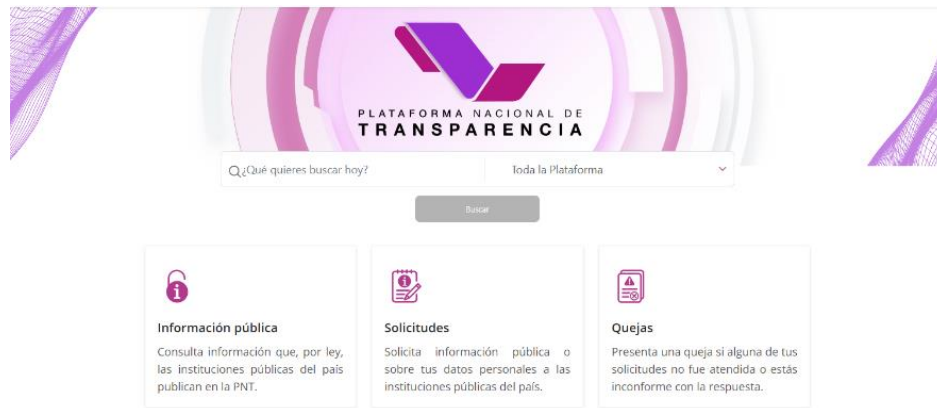 PLATAFORMA NACIONAL DE
TRANSPARENCIA
¿Qué quieres buscar hoy?
Toda la Plataforma
Buscar
Información pública
Consulta información que, por ley,
las instituciones públicas del país
publican en la PNT.
Solicitudes
Solicita información pública o
sobre tus datos personales a las
instituciones públicas del país.
Quejas
Presenta una queja si alguna de tus
solicitudes no fue atendida o estás
inconforme con la respuesta.